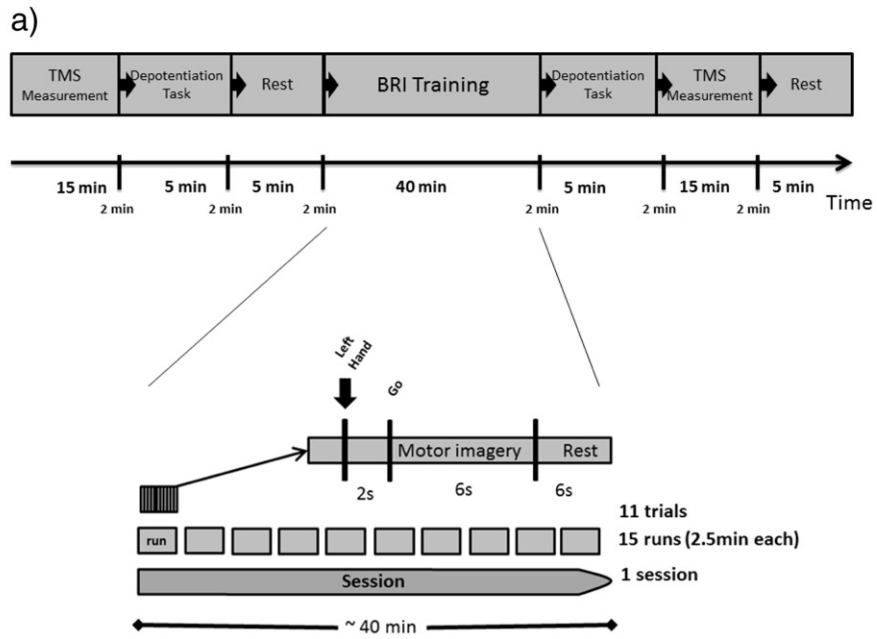 a)
TMS Measurement
Depotentiation Task
Rest
BRI Training
Depotentiation Task
TMS Measurement
Rest
15 min
5 min
5 min
40 min
5 min
15 min
5 min
2 min
2 min
2 min
2 min
2 min
2 min
Time
Left Hand
Go
Motor imagery
Rest
2s
6s
6s
11 trials
run
15 runs (2.5min each)
Session
1 session
~ 40 min